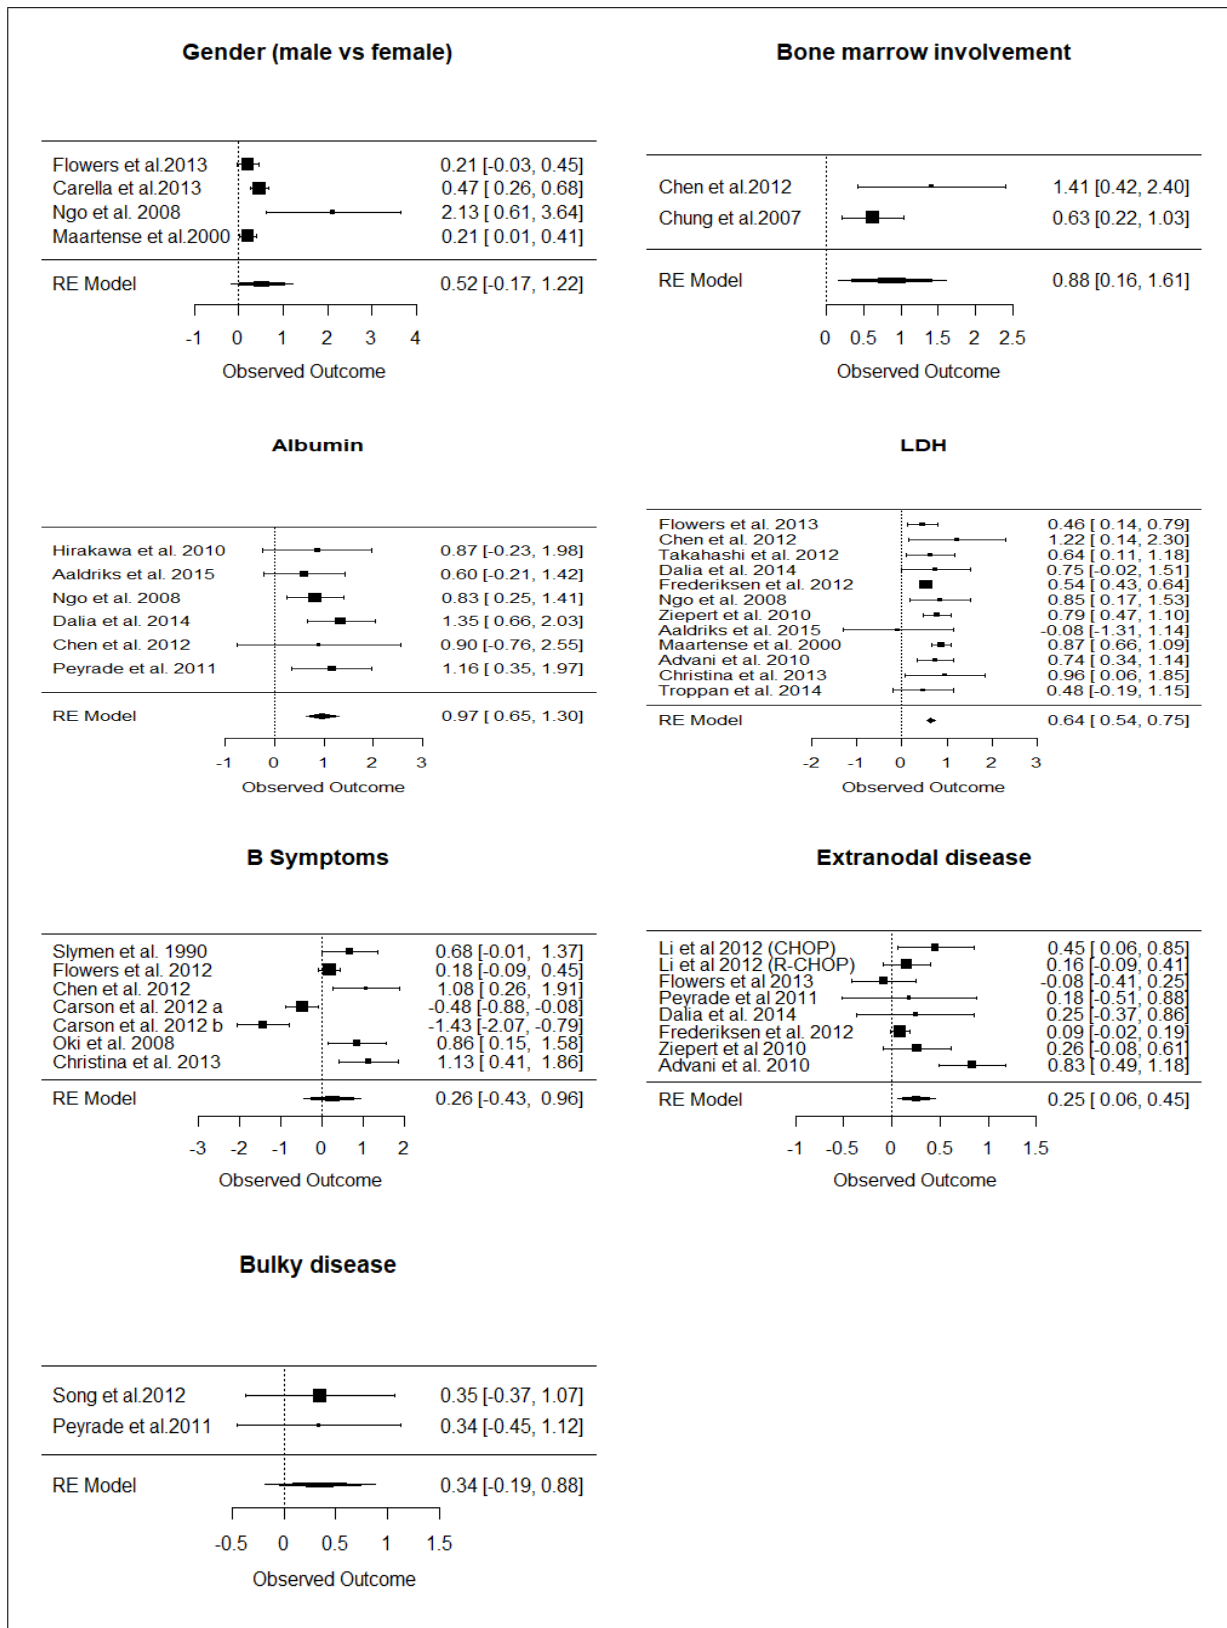 Gender (male vs female)
Flowers et al.2013 0.21 [-0.03, 0.45]
Carella et al.2013 0.47 [ 0.26, 0.68]
Ngo et al. 2008 2.13 [ 0.61, 3.64]
Maartense et al.2000 0.21 [ 0.01, 0.41]
RE Model 0.52 [-0.17, 1.22]
-1 0 1 2 3 4
Observed Outcome
Bone marrow involvement
Chen et al.2012 1.41 [0.42, 2.40]
Chung et al.2007 0.63 [0.22, 1.03]
RE Model 0.88 [0.16, 1.61]
0 0.5 1 1.5 2 2.5
Observed Outcome
Albumin
Hirakawa et al. 2010 0.87 [-0.23, 1.98]
Aaldriks et al. 2015 0.60 [-0.21, 1.42]
Ngo et al. 2008 0.83 [ 0.25, 1.41]
Dalia et al. 2014 1.35 [ 0.66, 2.03]
Chen et al. 2012 0.90 [-0.76, 2.55]
Peyrade et al. 2011 1.16 [ 0.35, 1.97]
RE Model 0.97 [ 0.65, 1.30]
-1 0 1 2 3
Observed Outcome
LDH
Flowers et al. 2013 0.46 [ 0.14, 0.79]
Chen et al. 2012 1.22 [ 0.14, 2.30]
Takahashi et al. 2012 0.64 [ 0.11, 1.18]
Dalia et al. 2014 0.75 [-0.02, 1.51]
Frederiksen et al. 2012 0.54 [ 0.43, 0.64]
Ngo et al. 2008 0.85 [ 0.17, 1.53]
Ziepert et al. 2010 0.79 [ 0.47, 1.10]
Aaldriks et al. 2015 -0.08 [-1.31, 1.14]
Maartense et al. 2000 0.87 [ 0.66, 1.09]
Advani et al. 2010 0.74 [ 0.34, 1.14]
Christina et al. 2013 0.96 [ 0.06, 1.85]
Troppan et al. 2014 0.48 [-0.19, 1.15]
RE Model 0.64 [ 0.54, 0.75]
-2 -1 0 1 2 3
Observed Outcome
B Symptoms
Slymen et al. 1990 0.68 [-0.01, 1.37]
Flowers et al. 2012 0.18 [-0.09, 0.45]
Chen et al. 2012 1.08 [ 0.26, 1.91]
Carson et al. 2012 a -0.48 [-0.88, -0.08]
Carson et al. 2012 b -1.43 [-2.07, -0.79]
Oki et al. 2008 0.86 [ 0.15, 1.58]
Christina et al. 2013 1.13 [ 0.41, 1.86]
RE Model 0.26 [-0.43, 0.96]
-3 -2 -1 0 1 2
Observed Outcome
Extranodal disease
Li et al 2012 (CHOP) 0.45 [ 0.06, 0.85]
Li et al 2012 (R-CHOP) 0.16 [-0.09, 0.41]
Flowers et al 2013 -0.08 [-0.41, 0.25]
Peyrade et al 2011 0.18 [-0.51, 0.88]
Dalia et al. 2014 0.25 [-0.37, 0.86]
Frederiksen et al. 2012 0.09 [-0.02, 0.19]
Ziepert et al 2010 0.26 [-0.08, 0.61]
Advani et al. 2010 0.83 [ 0.49, 1.18]
RE Model 0.25 [ 0.06, 0.45]
-1 -0.5 0 0.5 1 1.5
Observed Outcome
Bulky disease
Song et al.2012 0.35 [-0.37, 1.07]
Peyrade et al.2011 0.34 [-0.45, 1.12]
RE Model 0.34 [-0.19, 0.88]
-0.5 0 0.5 1 1.5
Observed Outcome